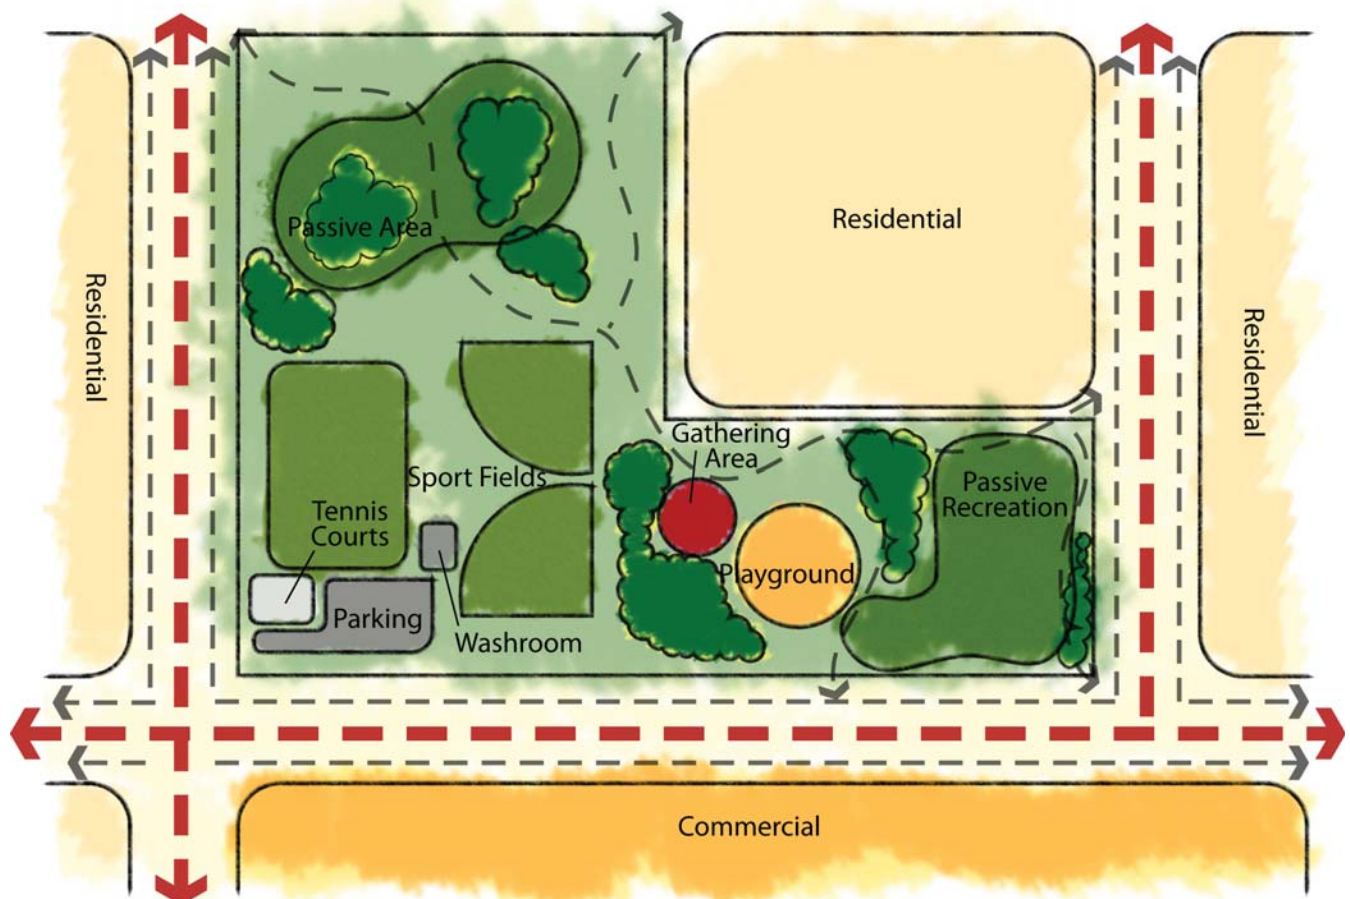 Passive Area
Residential
Residential
Residential
Gathering
Area
Sport Fields
Passive
Recreation
Tennis
Courts
Playground
Parking
Washroom
Commercial